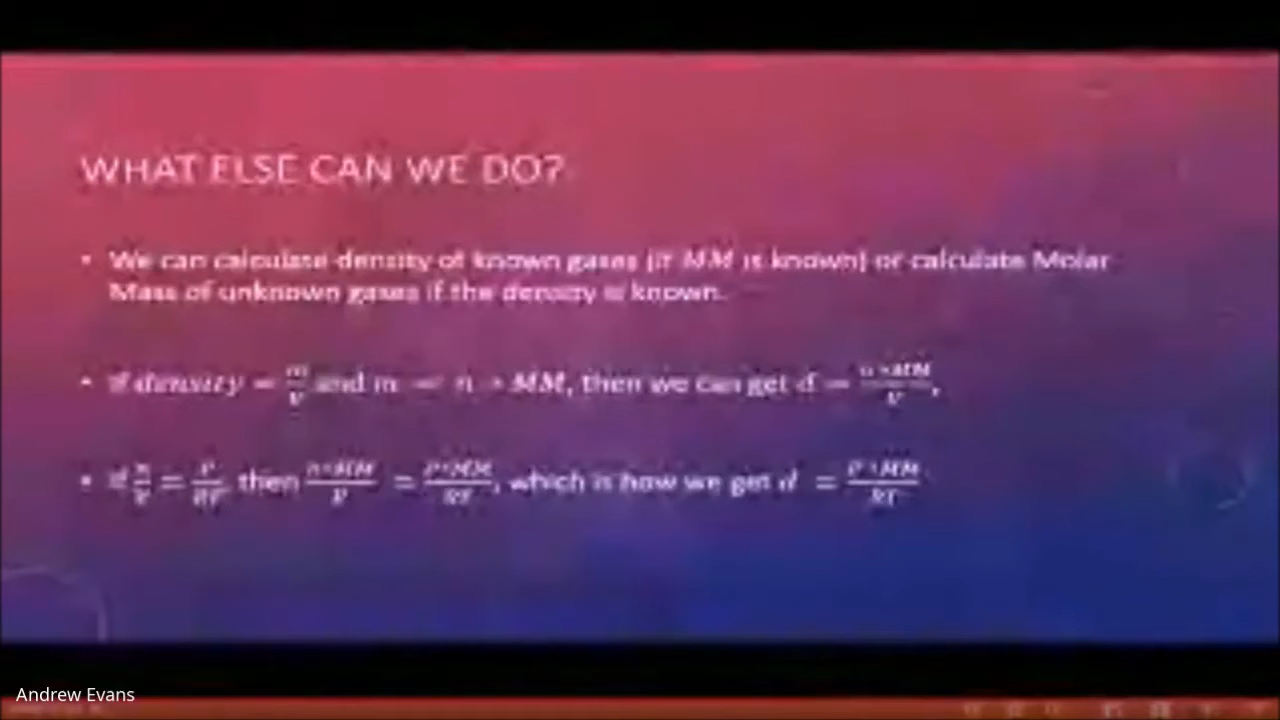 WHAT ELSE CAN WE DO?
• We can calculate density of known gases (if MM is known) or calculate Molar
Mass of unknown gases if the density is known.
• If density = m/V and m = n * MM, then we can get d = n*MM/V.
• If n/V = P/RT, then n*MM/V = P*MM/RT, which is how we get d = P*MM/RT
Andrew Evans